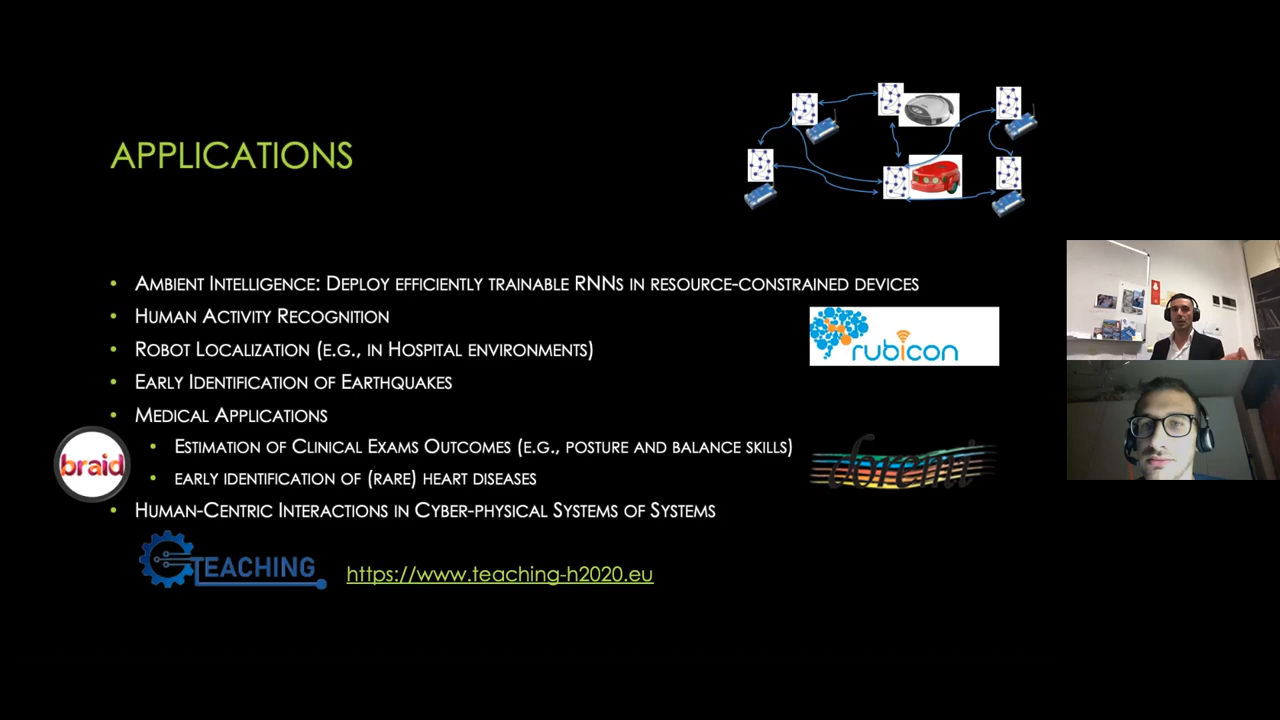 APPLICATIONS
• AMBIENT INTELLIGENCE: DEPLOY EFFICIENTLY TRAINABLE RNNS IN RESOURCE-CONSTRAINED DEVICES
• HUMAN ACTIVITY RECOGNITION
rubicon
• ROBOT LOCALIZATION (E.G., IN HOSPITAL ENVIRONMENTS)
• EARLY IDENTIFICATION OF EARTHQUAKES
• MEDICAL APPLICATIONS
braid
• ESTIMATION OF CLINICAL EXAMS OUTCOMES (E.G., POSTURE AND BALANCE SKILLS)
doremi
• EARLY IDENTIFICATION OF (RARE) HEART DISEASES
• HUMAN-CENTRIC INTERACTIONS IN CYBER-PHYSICAL SYSTEMS OF SYSTEMS
TEACHING
https://www.teaching-h2020.eu